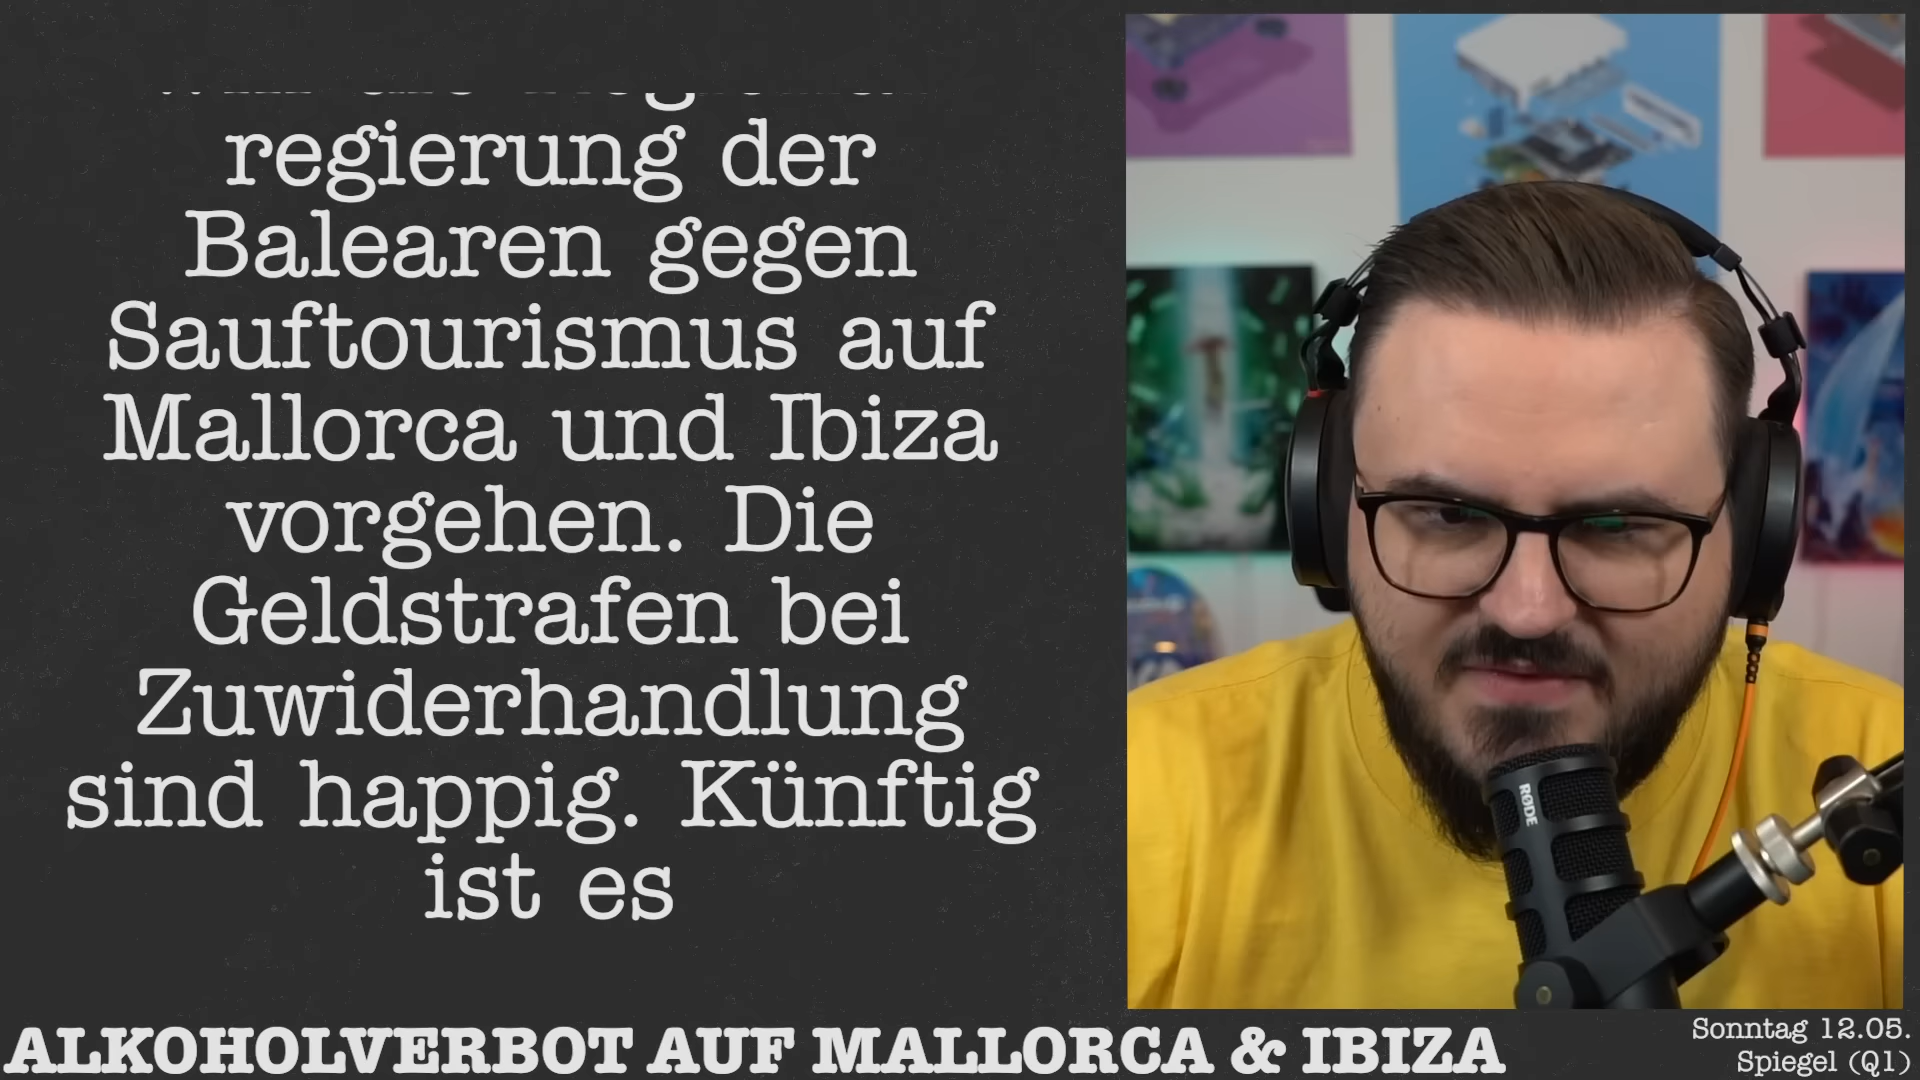 regierung der
Balearen gegen
Sauftourismus auf
Mallorca und Ibiza
vorgehen. Die
Geldstrafen bei
Zuwiderhandlung
sind happig. Künftig
ist es
RØDE
ALKOHOLVERBOT AUF MALLORCA & IBIZA
Sonntag 12.05.
Spiegel (Q1)